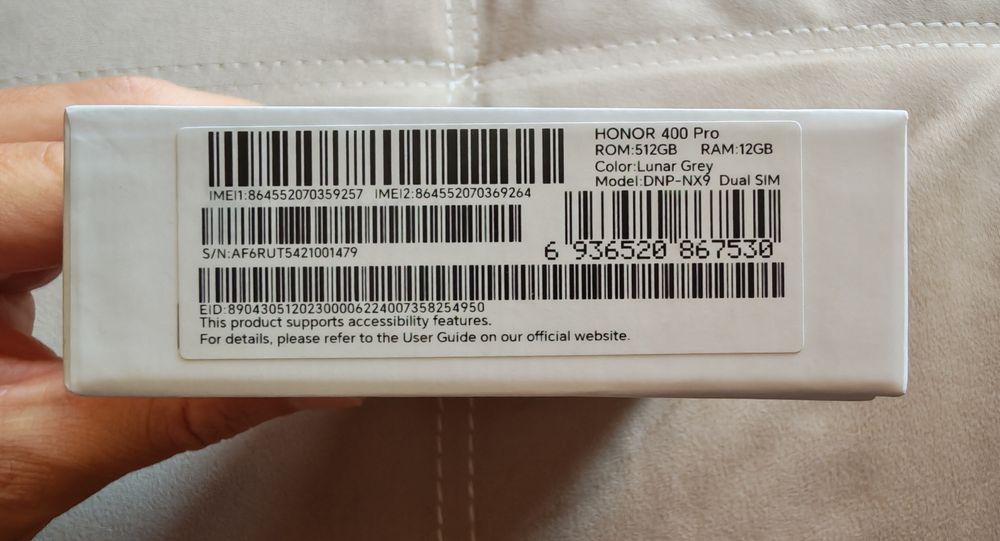 HONOR 400 Pro
ROM:512GB RAM:12GB
Color:Lunar Grey
Model:DNP-NX9 Dual SIM
IMEI1:864552070359257 IMEI2:864552070369264
S/N:AF6RUT5421001479
6 936520 867530
EID:89043051202300006224007358254950
This product supports accessibility features.
For details, please refer to the User Guide on our official website.